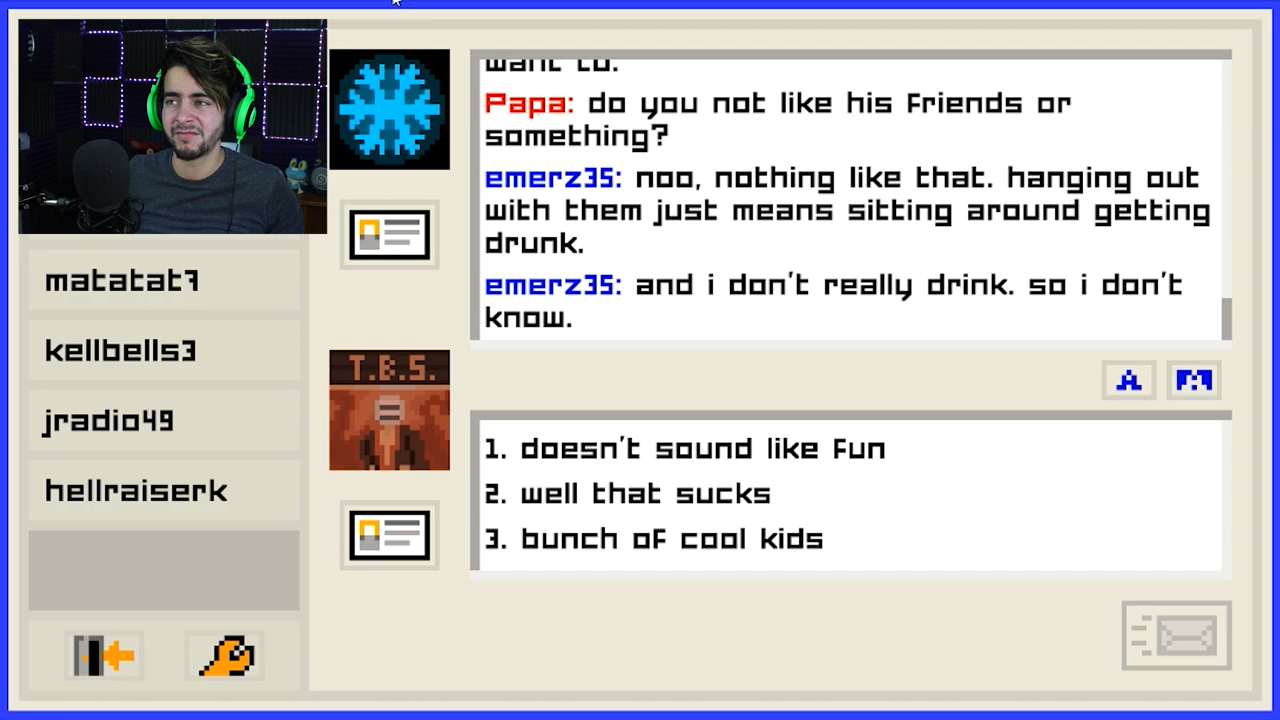 want to.
Papa: do you not like his friends or
something?
emerz35: noo, nothing like that. hanging out
with them just means sitting around getting
drunk.
emerz35: and i don't really drink. so i don't
know.
matatat7
kellbells3
jradio49
hellraiserk
T.B.S.
A
1. doesn't sound like fun
2. well that sucks
3. bunch of cool kids